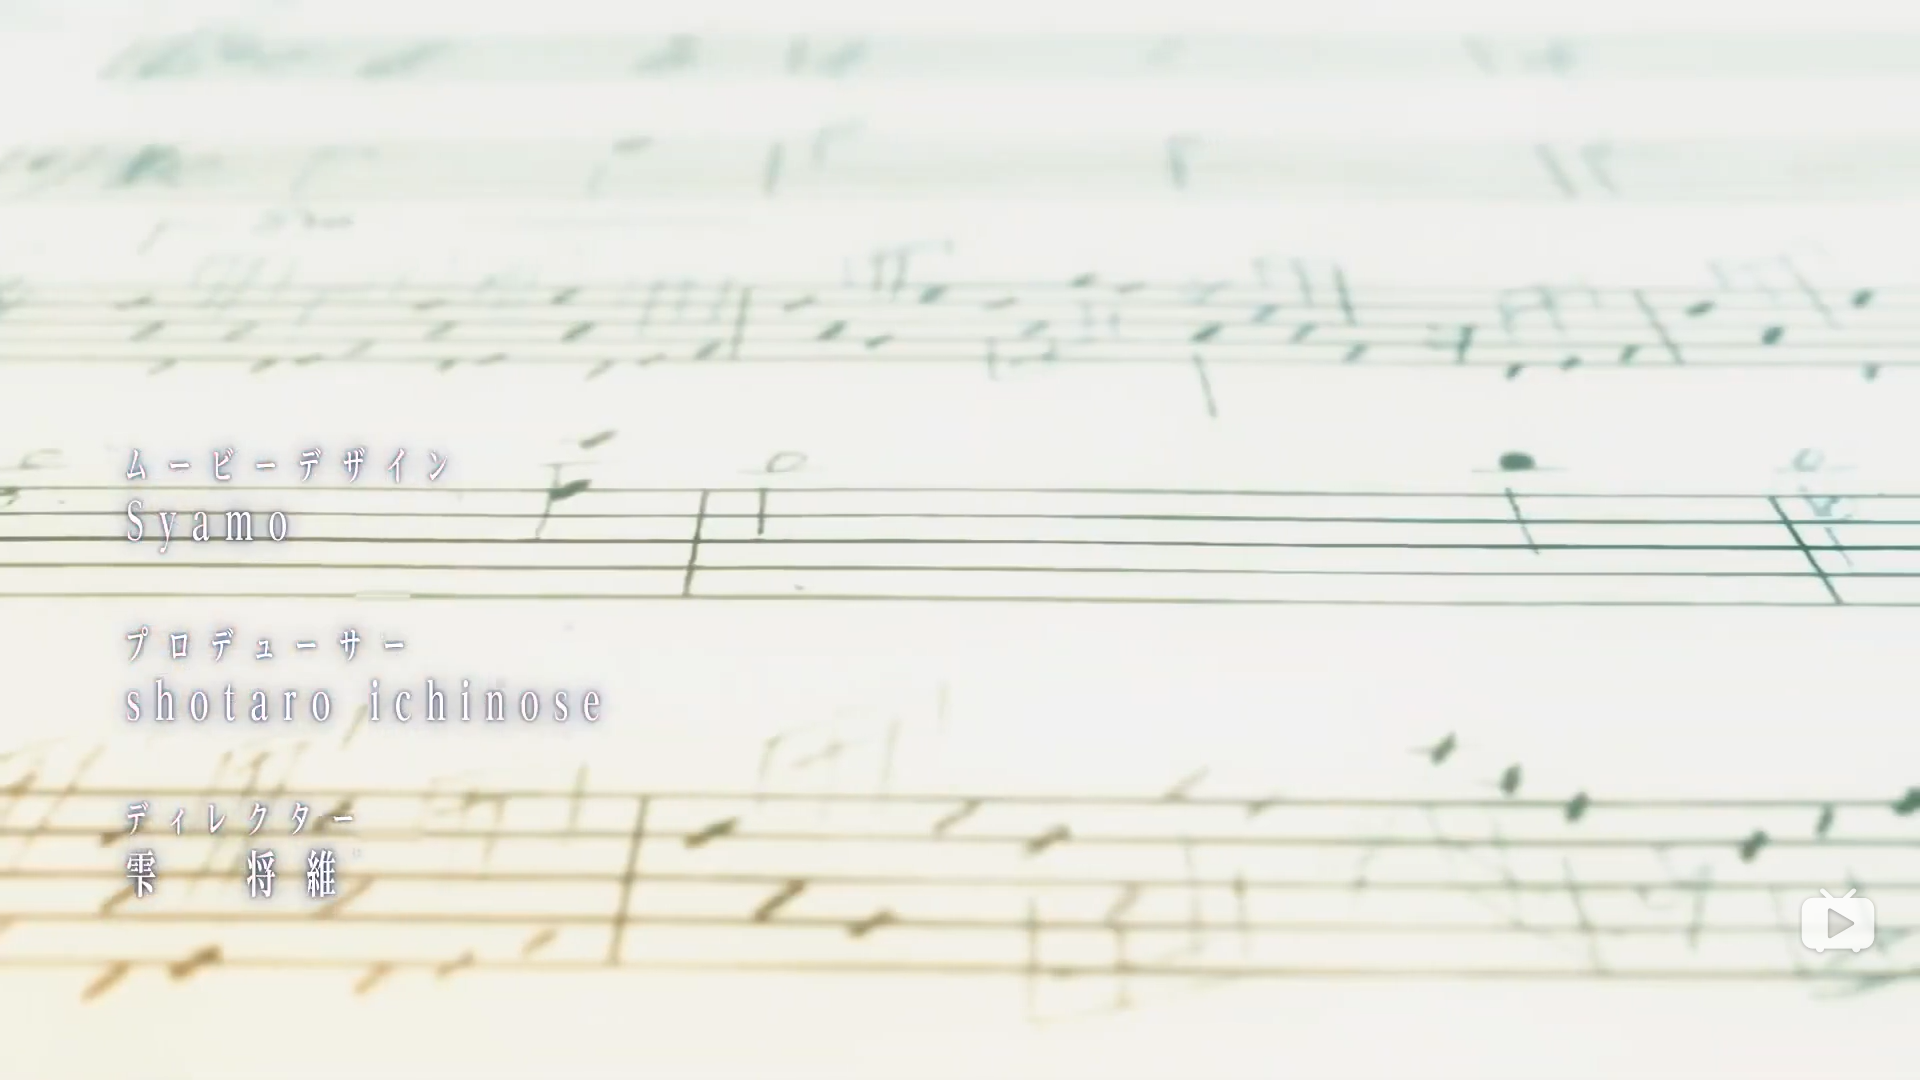 ムービーデザイン
Syamo
プロデューサー
shotaro ichinose
ディレクター
雫 将維